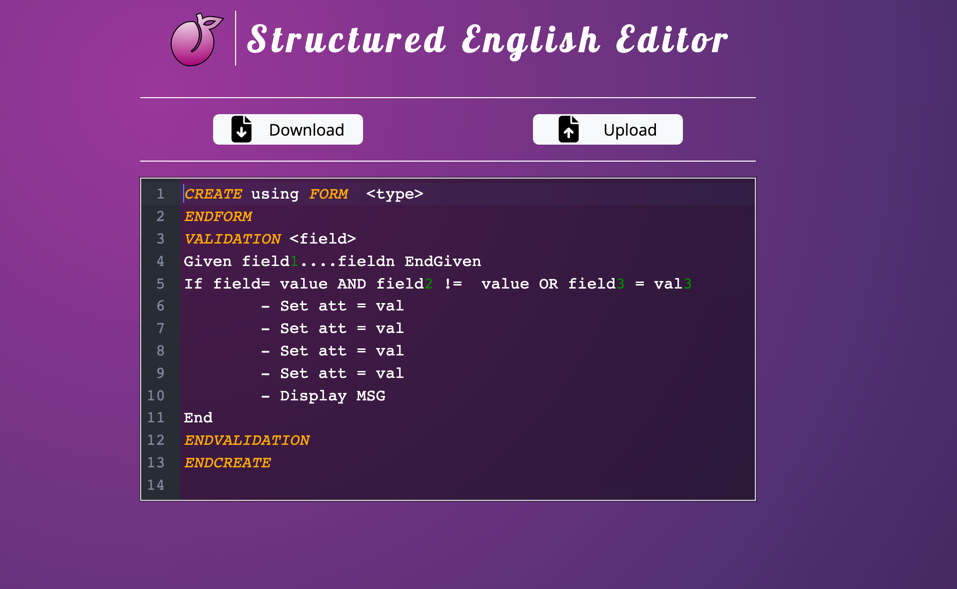 Structured English Editor
Download
Upload
1 CREATE using FORM  <type>
2 ENDFORM
3 VALIDATION <field>
4 Given field1....fieldn EndGiven
5 If field= value AND field2 !=  value OR field3 = val3
6         - Set att = val
7         - Set att = val
8         - Set att = val
9         - Set att = val
10         - Display MSG
11 End
12 ENDVALIDATION
13 ENDCREATE
14